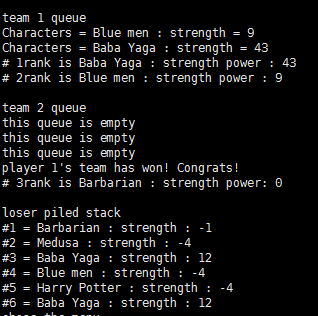 team 1 queue
Characters = Blue men : strength = 9
Characters = Baba Yaga : strength = 43
# 1rank is Baba Yaga : strength power : 43
# 2rank is Blue men : strength power : 9
team 2 queue
this queue is empty
this queue is empty
this queue is empty
player 1's team has won! Congrats!
# 3rank is Barbarian : strength power: 0
loser piled stack
#1 = Barbarian : strength : -1
#2 = Medusa : strength : -4
#3 = Baba Yaga : strength : 12
#4 = Blue men : strength : -4
#5 = Harry Potter : strength : -4
#6 = Baba Yaga : strength : 12